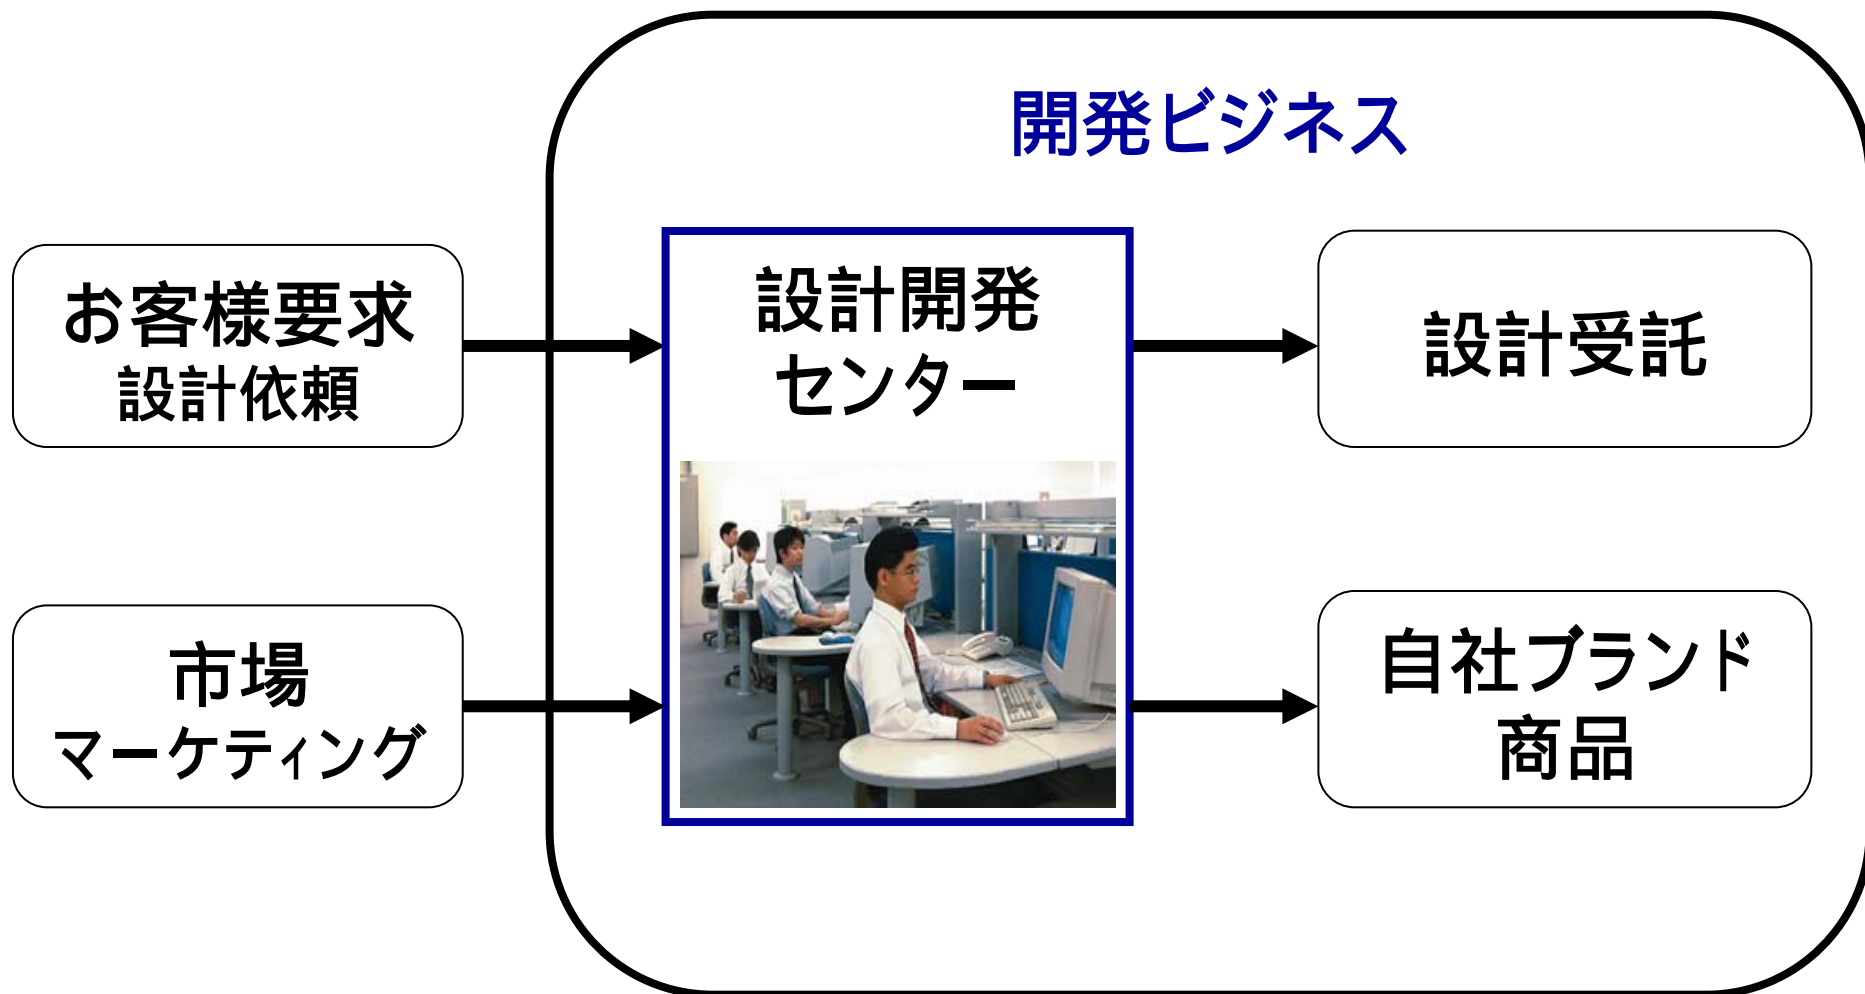 開発ビジネス
お客様要求
設計依頼
設計開発
センター
設計受託
市場
マーケティング
自社ブランド
商品